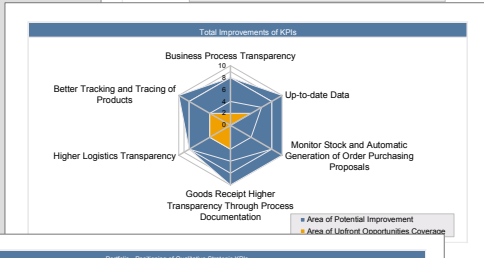 Total Improvements of KPIs
Business Process Transparency
10
8
6
4
2
0
Better Tracking and Tracing of
Products
Up-to-date Data
Higher Logistics Transparency
Monitor Stock and Automatic
Generation of Order Purchasing
Proposals
Goods Receipt Higher
Transparency Through Process
Documentation
Area of Potential Improvement
Area of Upfront Opportunities Coverage